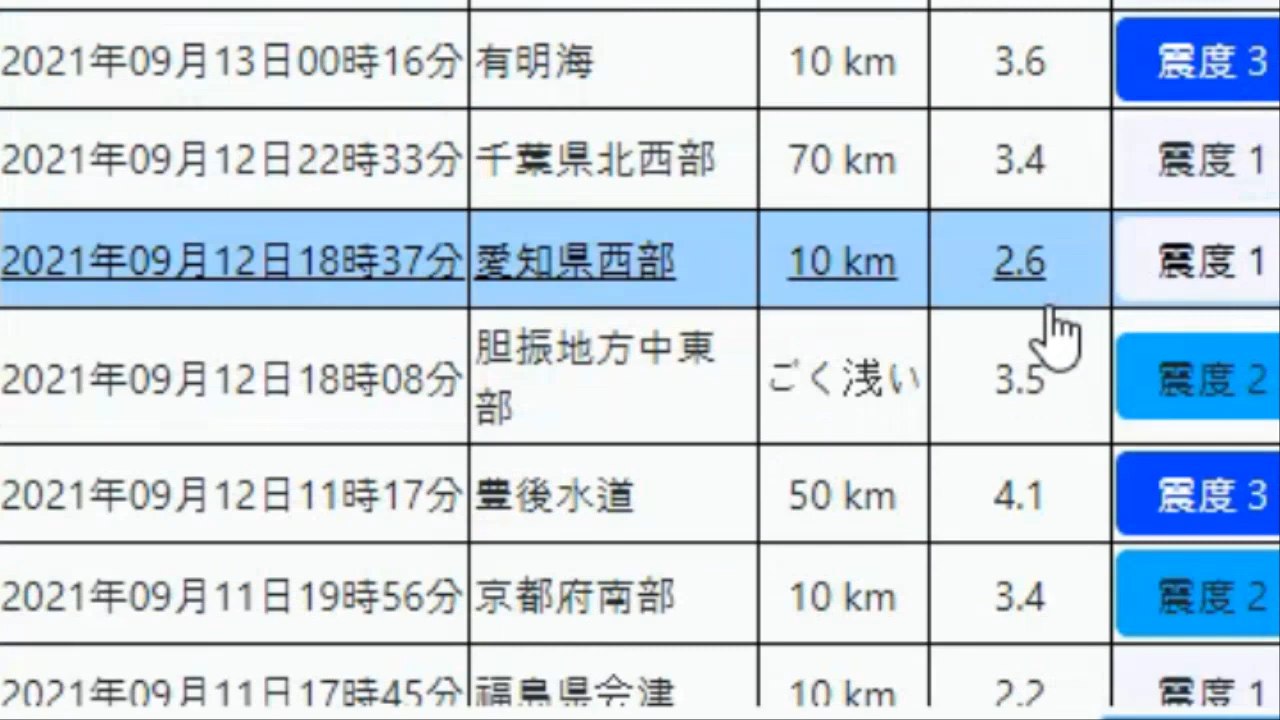 2021年09月13日00時16分 有明海 10 km 3.6 震度 3
2021年09月12日22時33分 千葉県北西部 70 km 3.4 震度 1
2021年09月12日18時37分 愛知県西部 10 km 2.6 震度 1
2021年09月12日18時08分 胆振地方中東部 ごく浅い 3.5 震度 2
2021年09月12日11時17分 豊後水道 50 km 4.1 震度 3
2021年09月11日19時56分 京都府南部 10 km 3.4 震度 2
2021年09月11日17時45分 福島県会津 10 km 2.2 震度 1